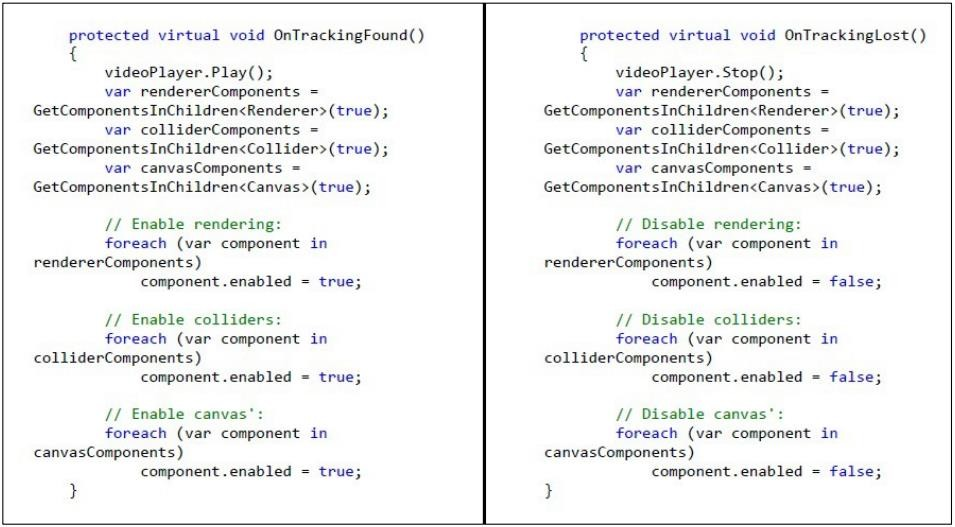 protected virtual void OnTrackingFound()
{
videoPlayer.Play();
var rendererComponents =
GetComponentsInChildren<Renderer>(true);
var colliderComponents =
GetComponentsInChildren<Collider>(true);
var canvasComponents =
GetComponentsInChildren<Canvas>(true);
// Enable rendering:
foreach (var component in
rendererComponents)
component.enabled = true;
// Enable colliders:
foreach (var component in
colliderComponents)
component.enabled = true;
// Enable canvas':
foreach (var component in
canvasComponents)
component.enabled = true;
}
protected virtual void OnTrackingLost()
{
videoPlayer.Stop();
var rendererComponents =
GetComponentsInChildren<Renderer>(true);
var colliderComponents =
GetComponentsInChildren<Collider>(true);
var canvasComponents =
GetComponentsInChildren<Canvas>(true);
// Disable rendering:
foreach (var component in
rendererComponents)
component.enabled = false;
// Disable colliders:
foreach (var component in
colliderComponents)
component.enabled = false;
// Disable canvas':
foreach (var component in
canvasComponents)
component.enabled = false;
}